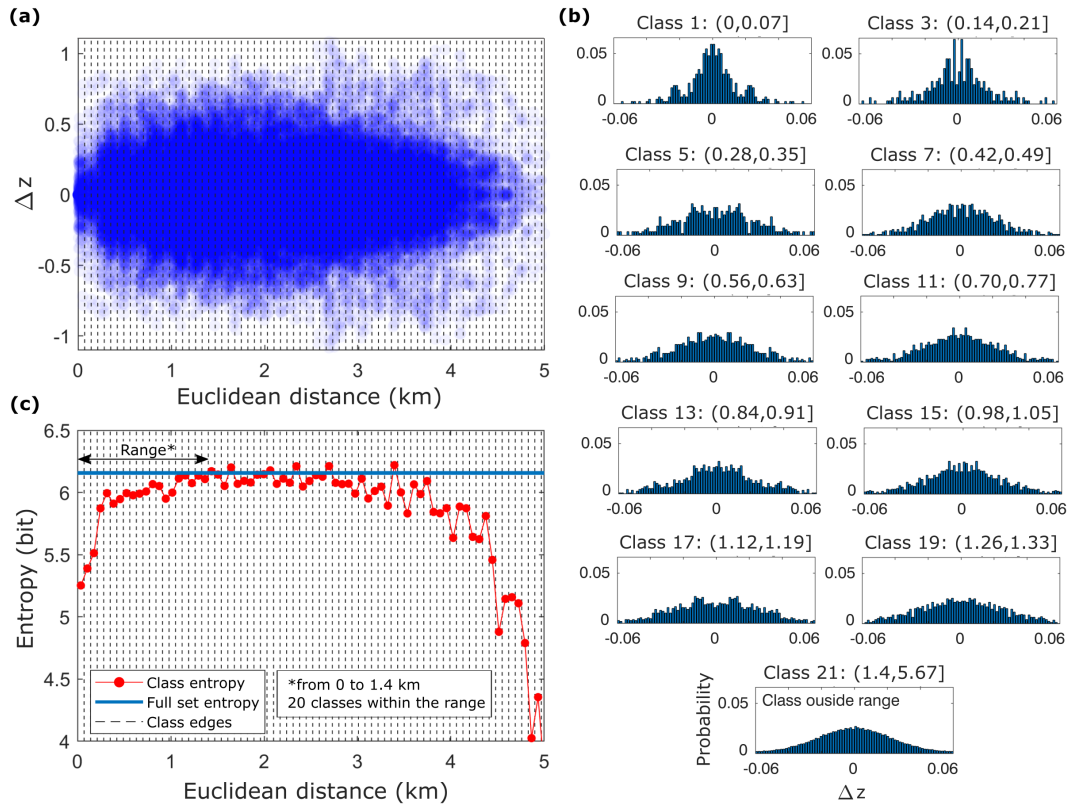 (a)
1
0.5
0
-0.5
-1
Δz
0 1 2 3 4 5
Euclidean distance (km)
(b)
Class 1: (0,0.07]
0.05
0
-0.06 0 0.06
Class 3: (0.14,0.21]
0.05
0
-0.06 0 0.06
Class 5: (0.28,0.35]
0.05
0
-0.06 0 0.06
Class 7: (0.42,0.49]
0.05
0
-0.06 0 0.06
Class 9: (0.56,0.63]
0.05
0
-0.06 0 0.06
Class 11: (0.70,0.77]
0.05
0
-0.06 0 0.06
Class 13: (0.84,0.91]
0.05
0
-0.06 0 0.06
Class 15: (0.98,1.05]
0.05
0
-0.06 0 0.06
Class 17: (1.12,1.19]
0.05
0
-0.06 0 0.06
Class 19: (1.26,1.33]
0.05
0
-0.06 0 0.06
Class 21: (1.4,5.67]
Class ouside range
Probability
0.05
0
-0.06 0 0.06
Δz
(c)
6.5
6
5.5
5
4.5
4
Entropy (bit)
Range*
Class entropy
Full set entropy
Class edges
*from 0 to 1.4 km
20 classes within the range
0 1 2 3 4 5
Euclidean distance (km)